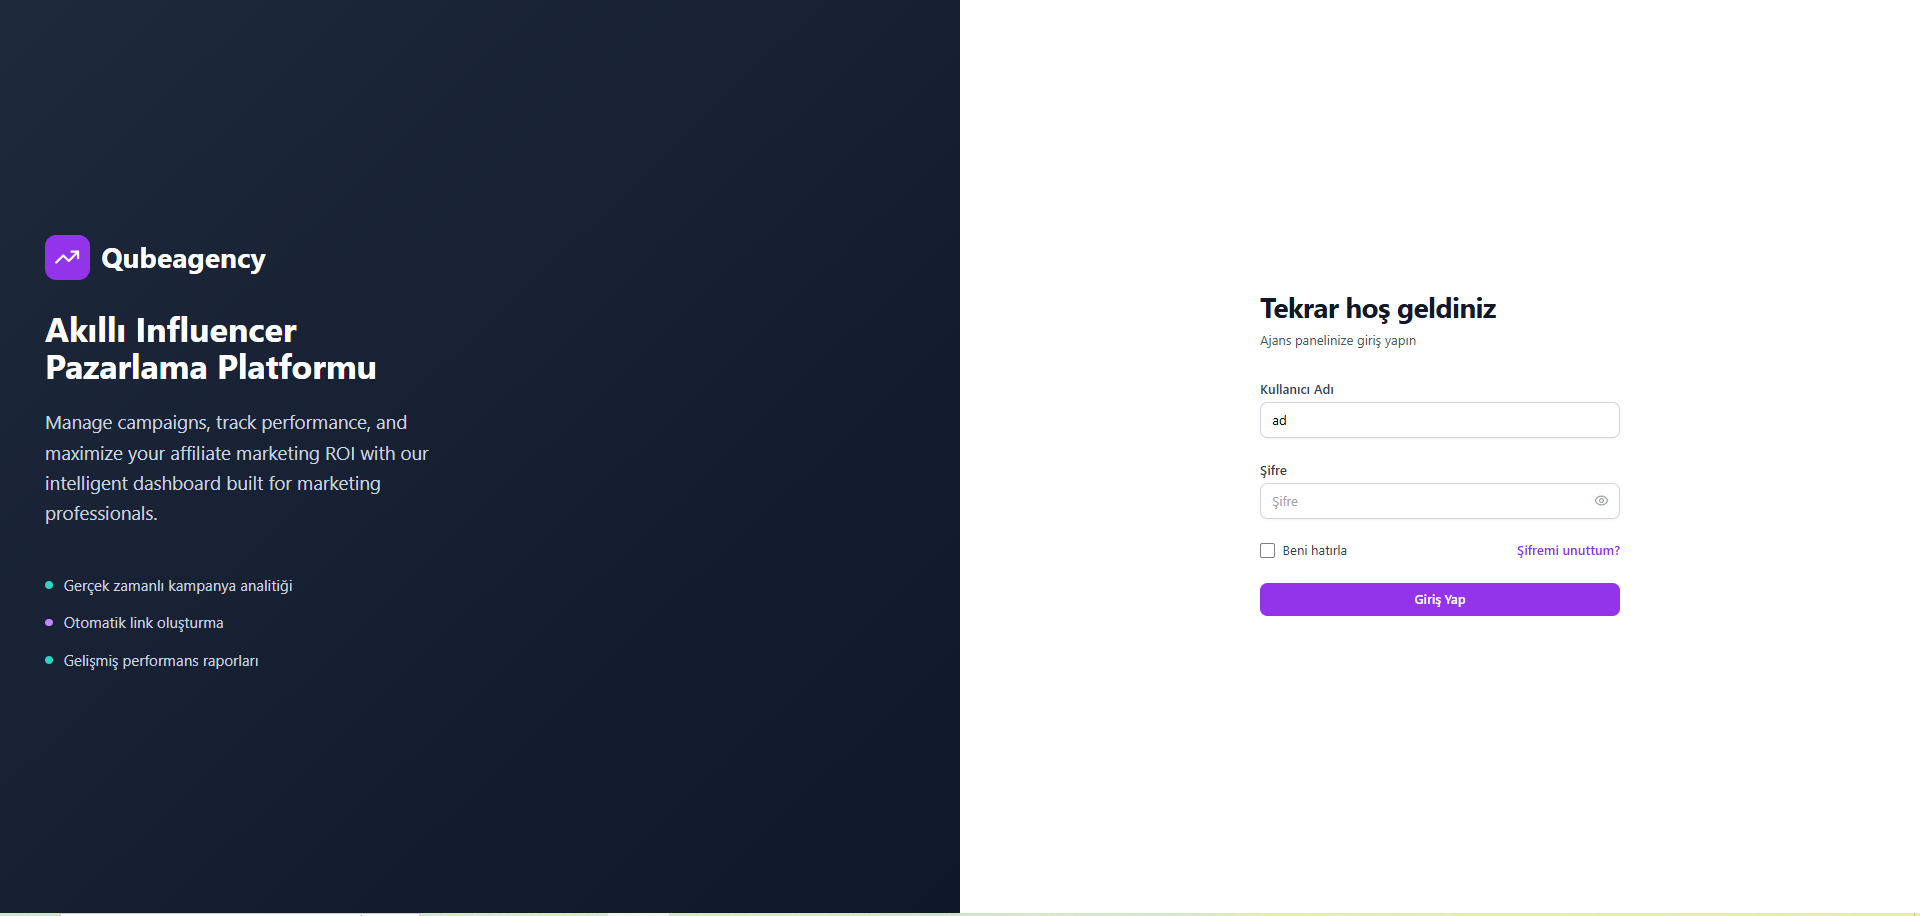 Qubeagency
Akıllı Influencer
Pazarlama Platformu
Manage campaigns, track performance, and
maximize your affiliate marketing ROI with our
intelligent dashboard built for marketing
professionals.
Gerçek zamanlı kampanya analitiği
Otomatik link oluşturma
Gelişmiş performans raporları
Tekrar hoş geldiniz
Ajans panelinize giriş yapın
Kullanıcı Adı
ad
Şifre
Şifre
Beni hatırla
Şifremi unuttum?
Giriş Yap